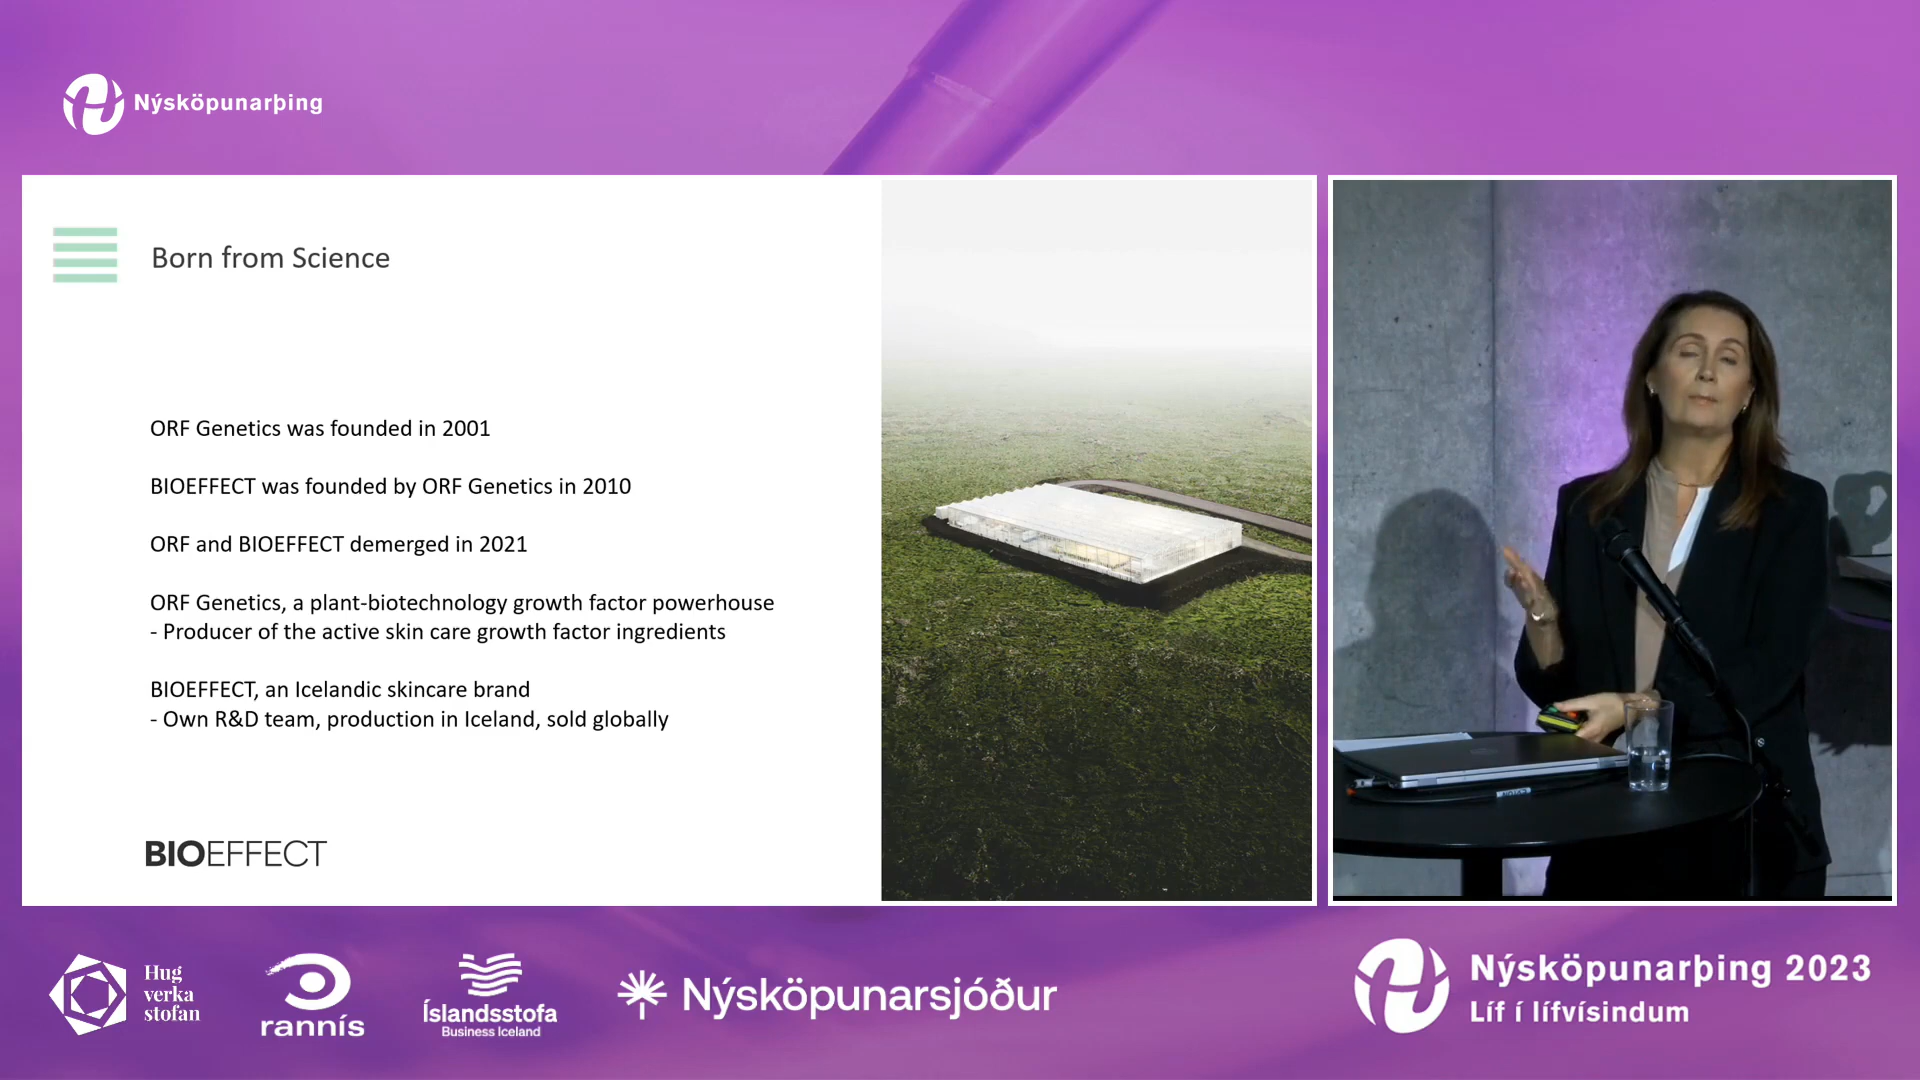 Nýsköpunarþing
Born from Science
ORF Genetics was founded in 2001
BIOEFFECT was founded by ORF Genetics in 2010
ORF and BIOEFFECT demerged in 2021
ORF Genetics, a plant-biotechnology growth factor powerhouse
- Producer of the active skin care growth factor ingredients
BIOEFFECT, an Icelandic skincare brand
- Own R&D team, production in Iceland, sold globally
BIOEFFECT
Hug
verka
stofan
rannís
Íslandsstofa
Business Iceland
Nýsköpunarsjóður
Nýsköpunarþing 2023
Líf í lífvísindum